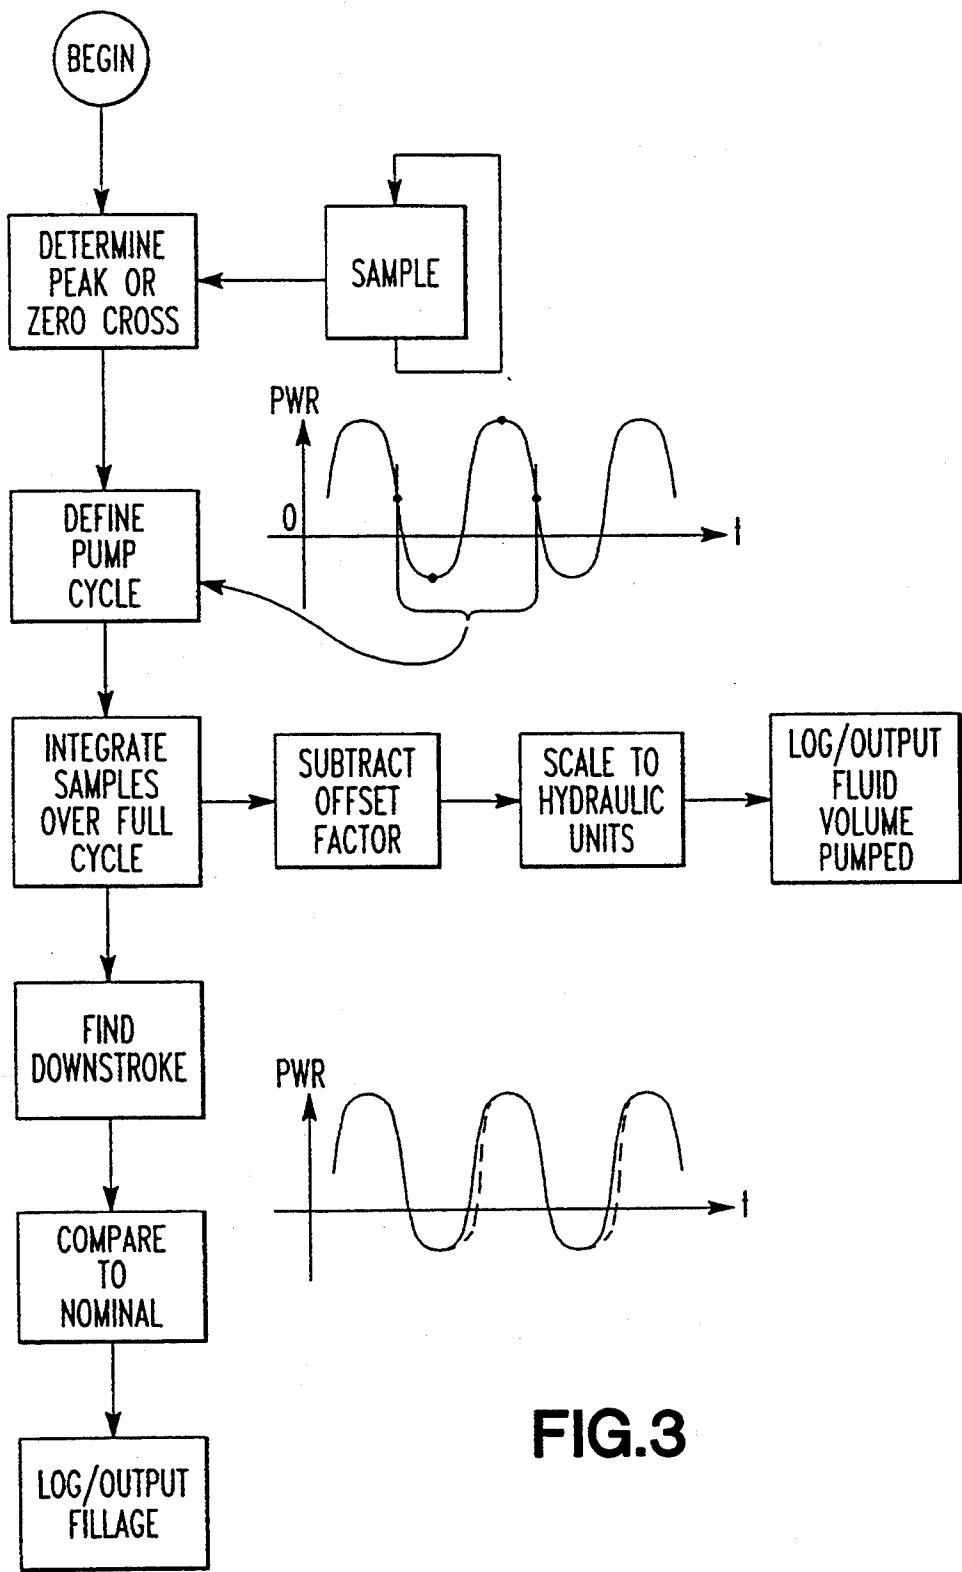 BEGIN
DETERMINE
PEAK OR
ZERO CROSS
SAMPLE
PWR
0
t
DEFINE
PUMP
CYCLE
INTEGRATE
SAMPLES
OVER FULL
CYCLE
SUBTRACT
OFFSET
FACTOR
SCALE TO
HYDRAULIC
UNITS
LOG/OUTPUT
FLUID
VOLUME
PUMPED
FIND
DOWNSTROKE
PWR
t
COMPARE
TO
NOMINAL
LOG/OUTPUT
FILLAGE
FIG.3